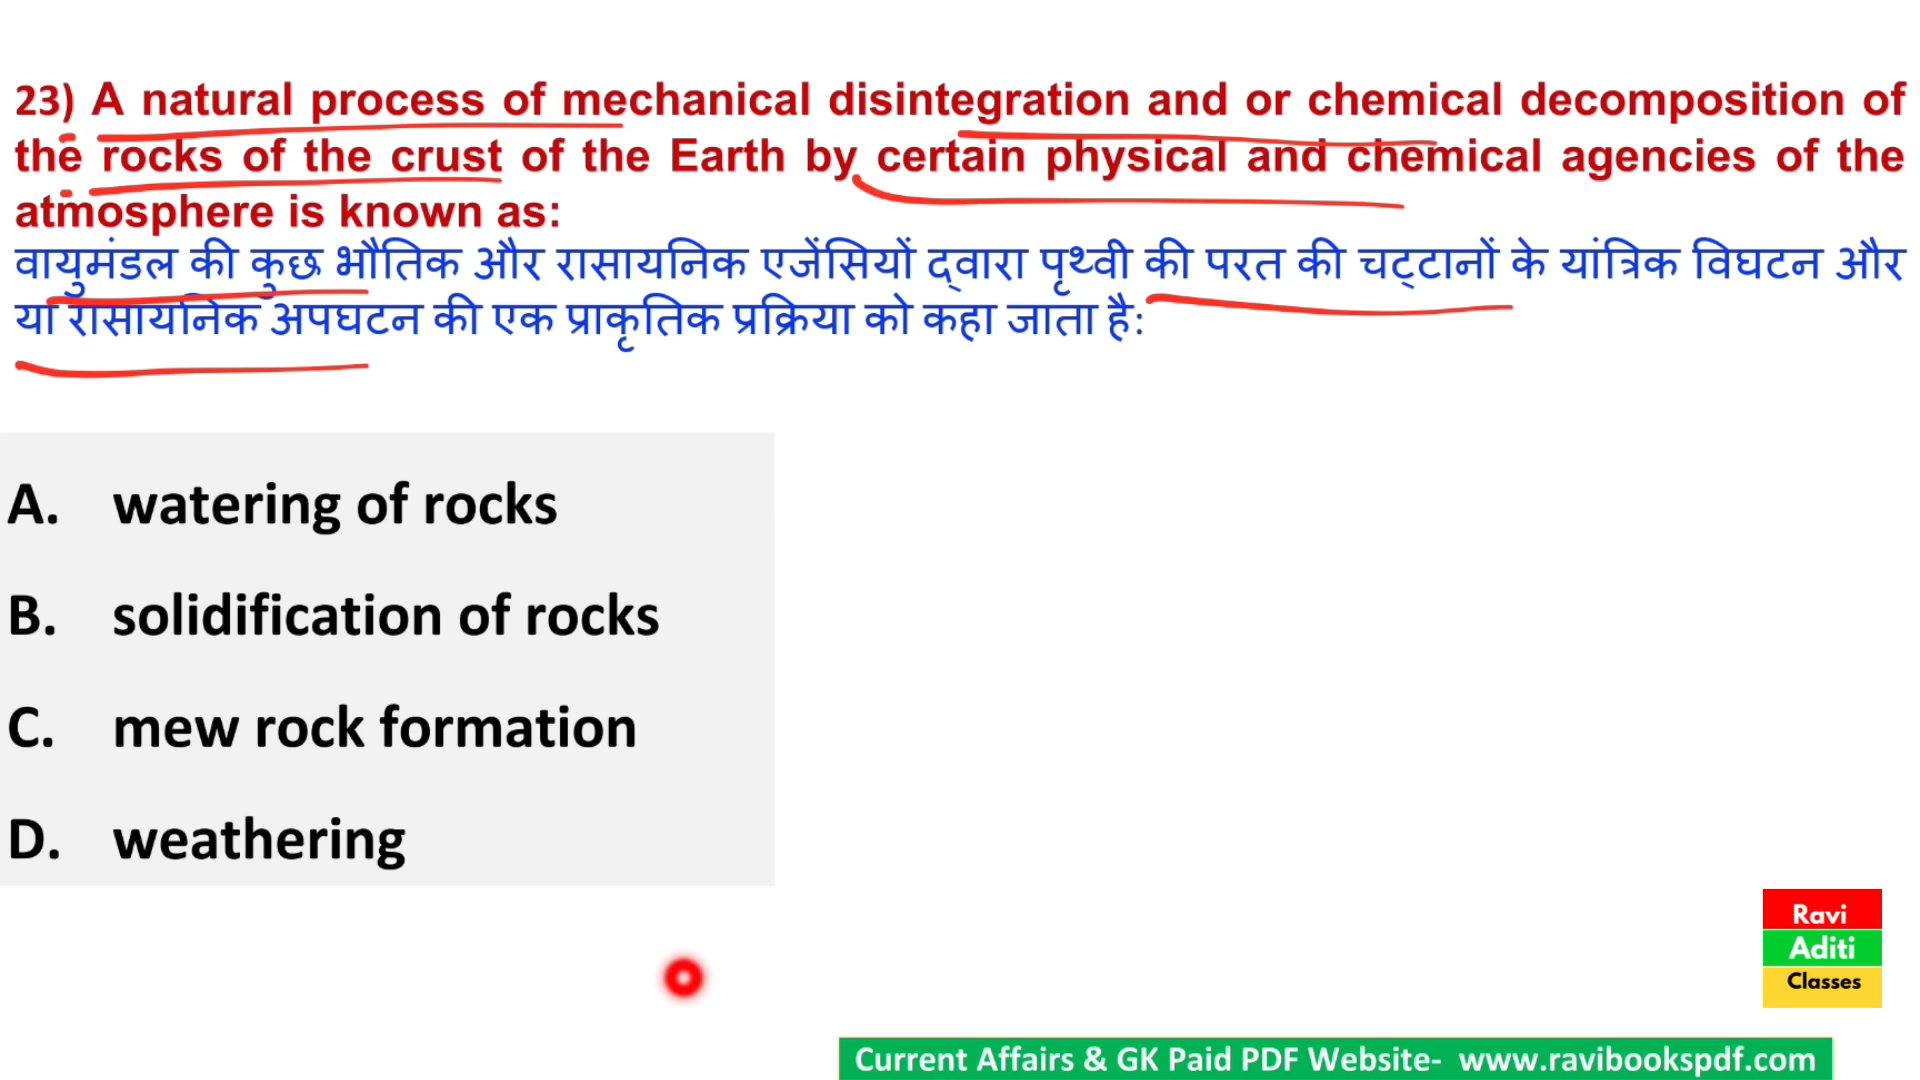 23) A natural process of mechanical disintegration and or chemical decomposition of
the rocks of the crust of the Earth by certain physical and chemical agencies of the
atmosphere is known as:
वायुमंडल की कुछ भौतिक और रासायनिक एजेंसियों द्वारा पृथ्वी की परत की चट्टानों के यांत्रिक विघटन और
या रासायनिक अपघटन की एक प्राकृतिक प्रक्रिया को कहा जाता है:
A. watering of rocks
B. solidification of rocks
C. mew rock formation
D. weathering
Ravi
Aditi
Classes
Current Affairs & GK Paid PDF Website- www.ravibookspdf.com